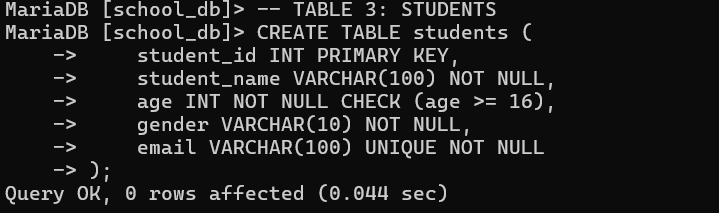 MariaDB [school_db]> -- TABLE 3: STUDENTS
MariaDB [school_db]> CREATE TABLE students (
    ->     student_id INT PRIMARY KEY,
    ->     student_name VARCHAR(100) NOT NULL,
    ->     age INT NOT NULL CHECK (age >= 16),
    ->     gender VARCHAR(10) NOT NULL,
    ->     email VARCHAR(100) UNIQUE NOT NULL
    -> );
Query OK, 0 rows affected (0.044 sec)